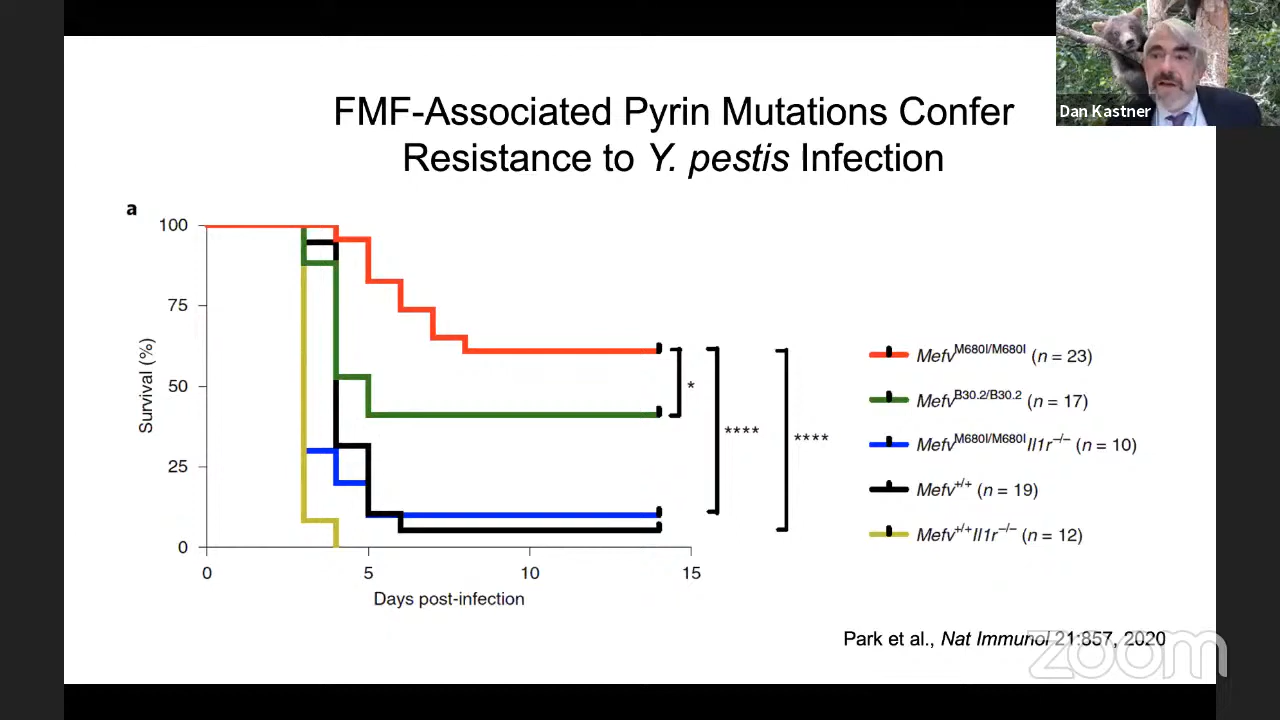 Dan Kastner
FMF-Associated Pyrin Mutations Confer
Resistance to Y. pestis Infection
a
100
75
50
25
0
Survival (%)
0
5
10
15
Days post-infection
*
****
****
Mefv^M680I/M680I (n = 23)
Mefv^B30.2/B30.2 (n = 17)
Mefv^M680I/M680I Il1r^−/− (n = 10)
Mefv^+/+ (n = 19)
Mefv^+/+ Il1r^−/− (n = 12)
Park et al., Nat Immunol 21:857, 2020
zoom